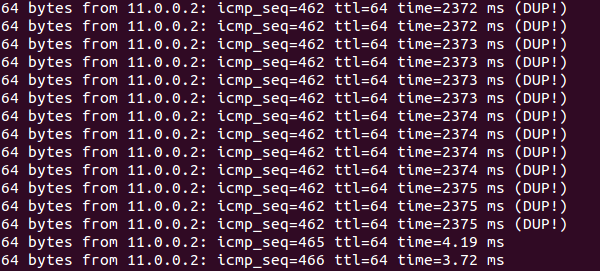 64 bytes from 11.0.0.2: icmp_seq=462 ttl=64 time=2372 ms (DUP!)
64 bytes from 11.0.0.2: icmp_seq=462 ttl=64 time=2372 ms (DUP!)
64 bytes from 11.0.0.2: icmp_seq=462 ttl=64 time=2373 ms (DUP!)
64 bytes from 11.0.0.2: icmp_seq=462 ttl=64 time=2373 ms (DUP!)
64 bytes from 11.0.0.2: icmp_seq=462 ttl=64 time=2373 ms (DUP!)
64 bytes from 11.0.0.2: icmp_seq=462 ttl=64 time=2373 ms (DUP!)
64 bytes from 11.0.0.2: icmp_seq=462 ttl=64 time=2374 ms (DUP!)
64 bytes from 11.0.0.2: icmp_seq=462 ttl=64 time=2374 ms (DUP!)
64 bytes from 11.0.0.2: icmp_seq=462 ttl=64 time=2374 ms (DUP!)
64 bytes from 11.0.0.2: icmp_seq=462 ttl=64 time=2374 ms (DUP!)
64 bytes from 11.0.0.2: icmp_seq=462 ttl=64 time=2375 ms (DUP!)
64 bytes from 11.0.0.2: icmp_seq=462 ttl=64 time=2375 ms (DUP!)
64 bytes from 11.0.0.2: icmp_seq=462 ttl=64 time=2375 ms (DUP!)
64 bytes from 11.0.0.2: icmp_seq=465 ttl=64 time=4.19 ms
64 bytes from 11.0.0.2: icmp_seq=466 ttl=64 time=3.72 ms